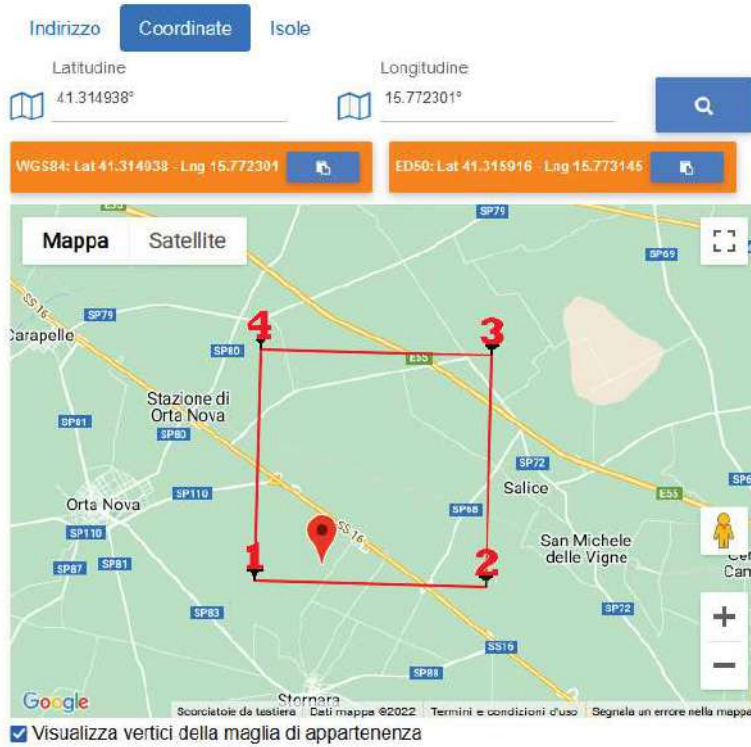 Indirizzo Coordinate Isole
Latitudine Longitudine
41.314938° 15.772301°
WGS84: Lat 41.314938 - Lng 15.772301 ED50: Lat 41.315916 - Lng 15.773145
E55 SP79
Mappa Satellite
SP69
SS16
SP79
Carapelle
4 3
SP80
E55
Stazione di
Orta Nova
SP81
SP80
SP72
SP110
Salice
E55
Orta Nova
SP68
SP110
SS16
San Michele
delle Vigne
1 2
SP87 SP81
SP83
SP72
SS16
SP88
Stornara
Google
Scorciatoie da tastiera Dati mappa ©2022 Termini e condizioni d'uso Segnala un errore nella mappa
Visualizza vertici della maglia di appartenenza